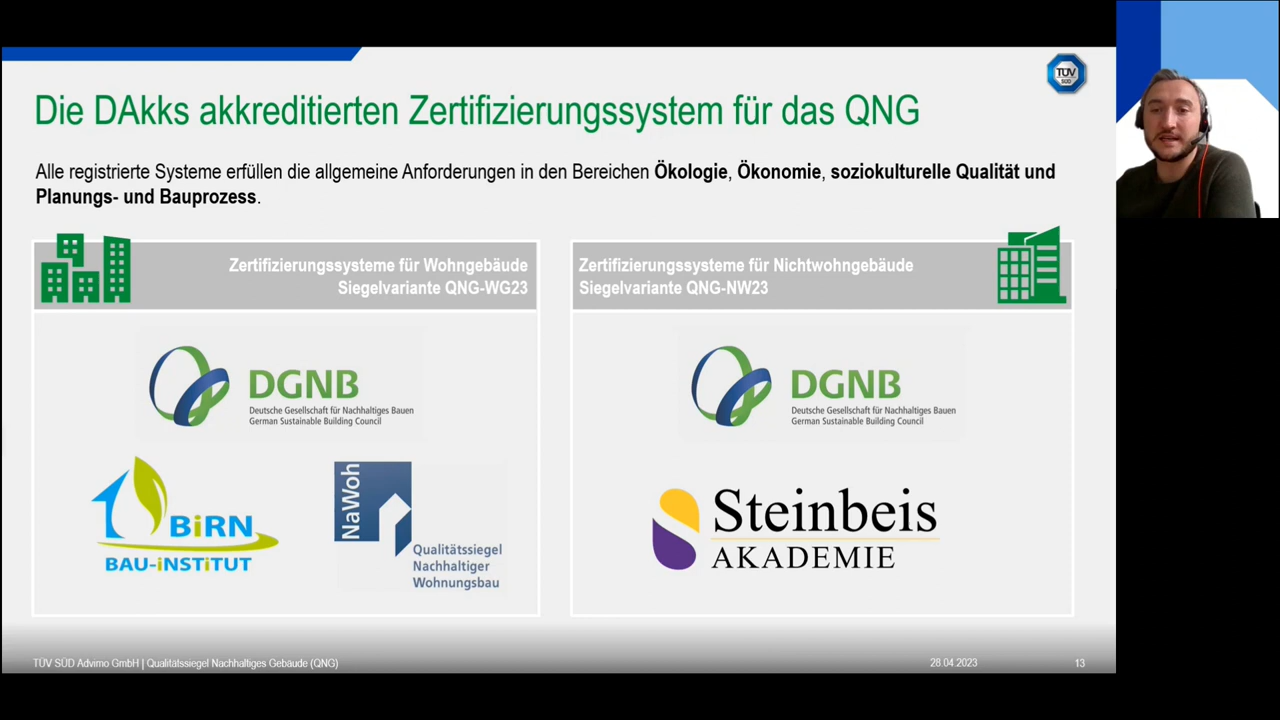 TÜV
SÜD
Die DAkks akkreditierten Zertifizierungssystem für das QNG
Alle registrierte Systeme erfüllen die allgemeine Anforderungen in den Bereichen Ökologie, Ökonomie, soziokulturelle Qualität und
Planungs- und Bauprozess.
Zertifizierungssysteme für Wohngebäude
Siegelvariante QNG-WG23
DGNB
Deutsche Gesellschaft für Nachhaltiges Bauen
German Sustainable Building Council
BiRN
BAU-iNSTiTUT
NaWoh
Qualitätssiegel
Nachhaltiger
Wohnungsbau
Zertifizierungssysteme für Nichtwohngebäude
Siegelvariante QNG-NW23
DGNB
Deutsche Gesellschaft für Nachhaltiges Bauen
German Sustainable Building Council
Steinbeis
AKADEMIE
TÜV SÜD Advimo GmbH | Qualitätssiegel Nachhaltiges Gebäude (QNG)
28.04.2023
13